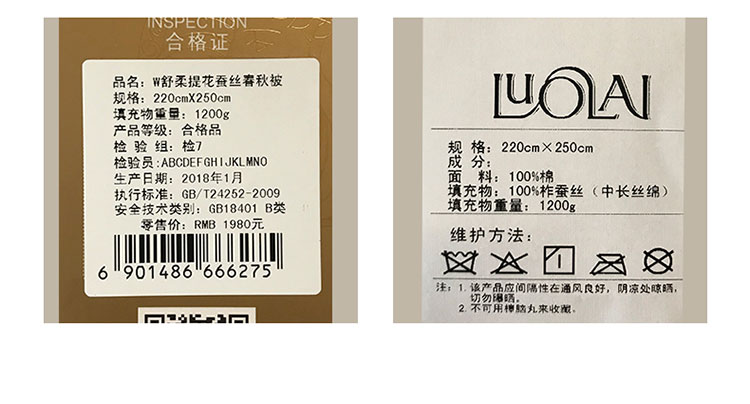 INSPECTION
合格证
品名：W舒柔提花蚕丝春秋被
规格：220cmX250cm
填充物重量：1200g
产品等级：合格品
检 验 组：检7
检验员:ABCDEFGHIJKLMNO
生产日期：2018年1月
执行标准：GB/T24252-2009
安全技术类别：GB18401 B类
零售价：RMB 1980元
6 901486 666275
LUOLAI
规 格：220cm×250cm
成 分：
面 料：100%棉
填充物：100%柞蚕丝（中长丝绵）
填充物重量：1200g
维护方法：
注：1.该产品应间隔性在通风良好，阴凉处晾晒，
切勿曝晒。
2.不可用樟脑丸来收藏。